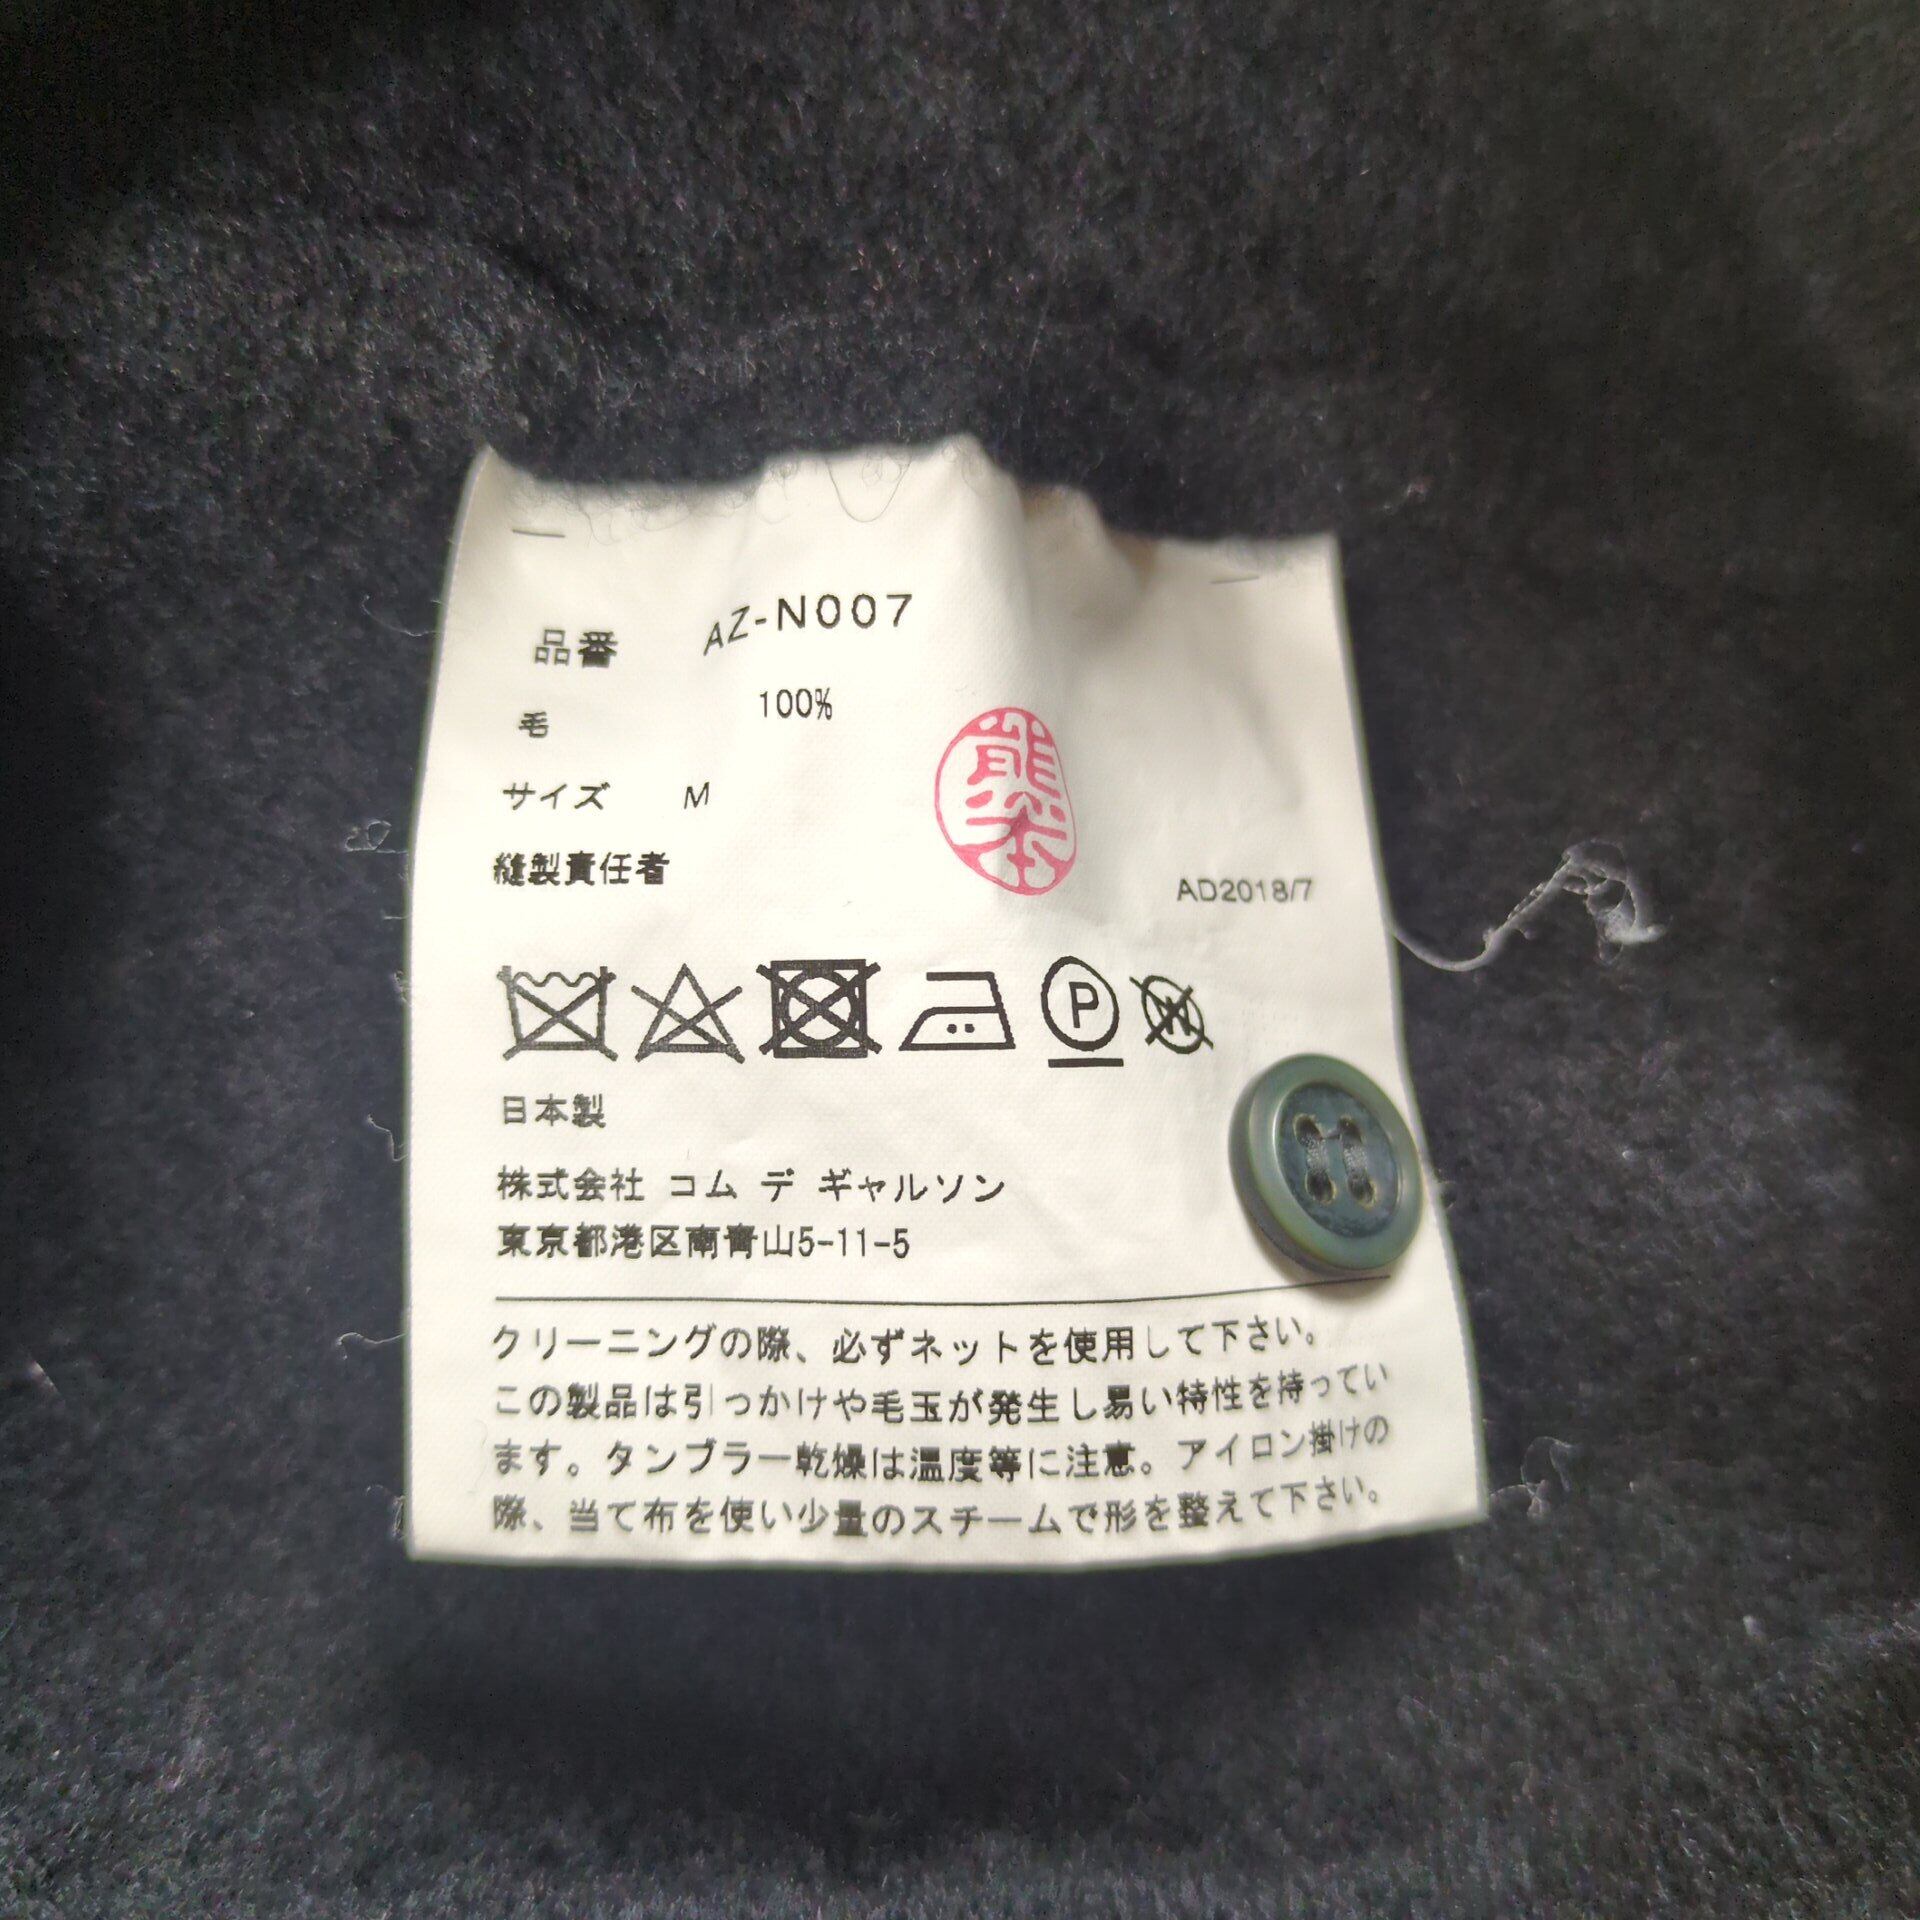 品番 AZ-N007
毛 100%
サイズ M
縫製責任者
熊本
AD2018/7
P
W
日本製
株式会社 コム デ ギャルソン
東京都港区南青山5-11-5
クリーニングの際、必ずネットを使用して下さい。
この製品は引っかけや毛玉が発生し易い特性を持ってい
ます。タンブラー乾燥は温度等に注意。アイロン掛けの
際、当て布を使い少量のスチームで形を整えて下さい。